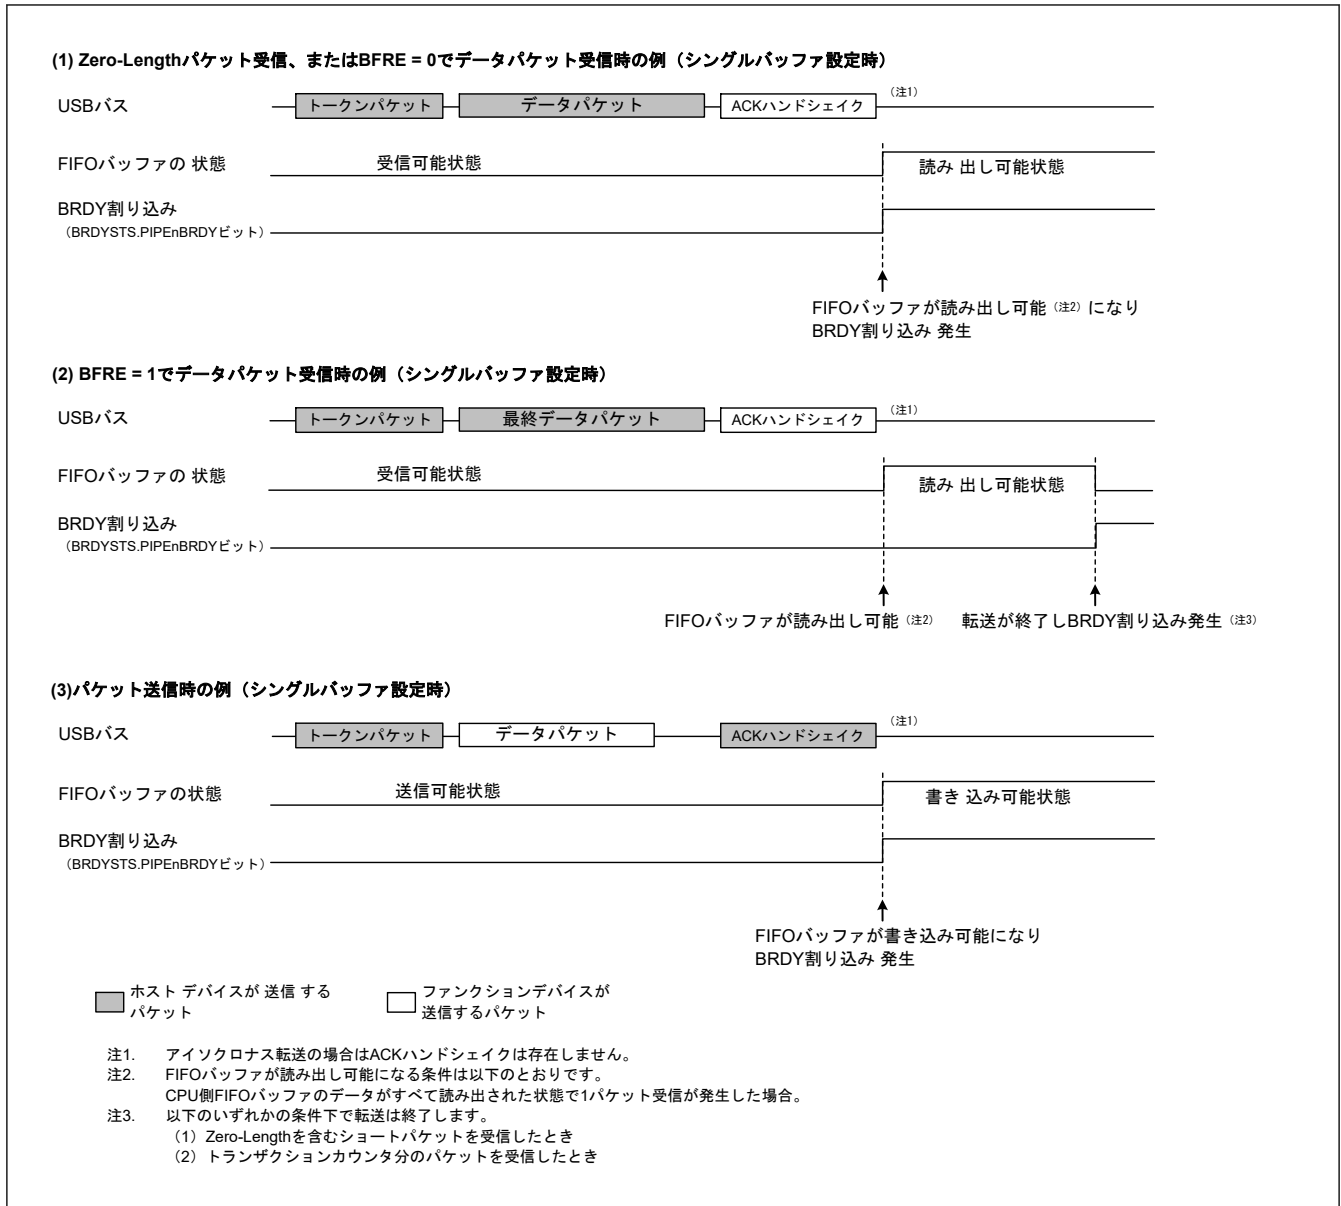 (1) Zero-Lengthパケット受信、またはBFRE = 0でデータパケット受信時の例（シングルバッファ設定時）
USBバス トークンパケット データパケット ACKハンドシェイク （注1）
FIFOバッファの 状態 受信可能状態 読み 出し可能状態
BRDY割り込み
（BRDYSTS.PIPEnBRDYビット）
FIFOバッファが読み出し可能（注2）になり
BRDY割り込み 発生
(2) BFRE = 1でデータパケット受信時の例（シングルバッファ設定時）
USBバス トークンパケット 最終データパケット ACKハンドシェイク （注1）
FIFOバッファの 状態 受信可能状態 読み 出し可能状態
BRDY割り込み
（BRDYSTS.PIPEnBRDYビット）
FIFOバッファが読み出し可能（注2） 転送が終了しBRDY割り込み発生（注3）
(3)パケット送信時の例（シングルバッファ設定時）
USBバス トークンパケット データパケット ACKハンドシェイク （注1）
FIFOバッファの状態 送信可能状態 書き 込み可能状態
BRDY割り込み
（BRDYSTS.PIPEnBRDYビット）
FIFOバッファが書き込み可能になり
BRDY割り込み 発生
ホスト デバイスが 送信 する
パケット
ファンクションデバイスが
送信するパケット
注1. アイソクロナス転送の場合はACKハンドシェイクは存在しません。
注2. FIFOバッファが読み出し可能になる条件は以下のとおりです。
CPU側FIFOバッファのデータがすべて読み出された状態で1パケット受信が発生した場合。
注3. 以下のいずれかの条件下で転送は終了します。
（1）Zero-Lengthを含むショートパケットを受信したとき
（2）トランザクションカウンタ分のパケットを受信したとき